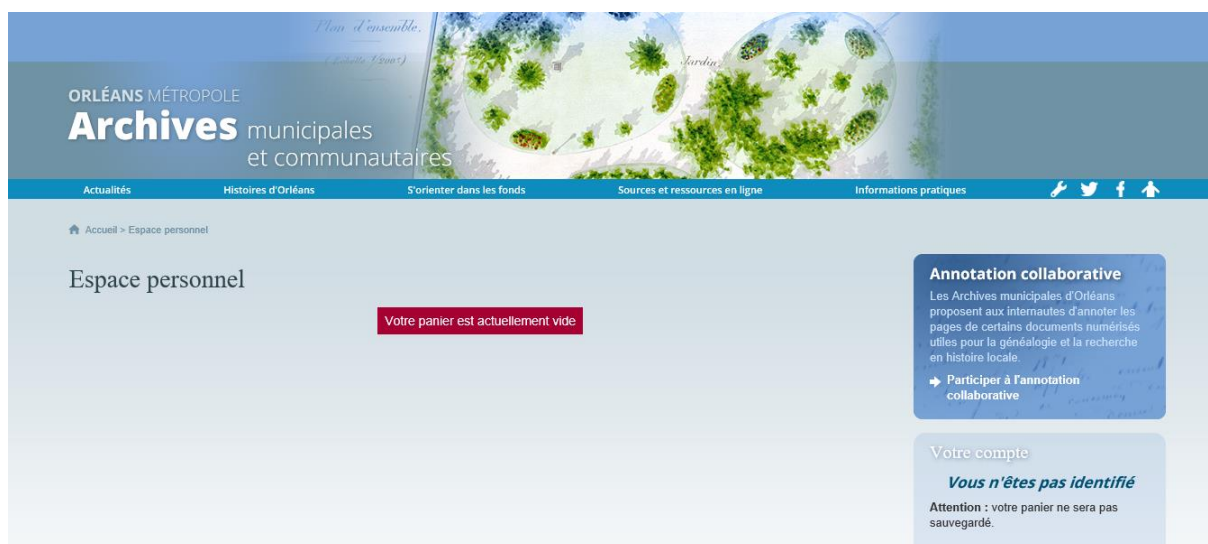 Plan d'ensemble.
Jardin
ORLÉANS MÉTROPOLE
Archives municipales
et communautaires
Actualités
Histoires d'Orléans
S'orienter dans les fonds
Sources et ressources en ligne
Informations pratiques
Accueil > Espace personnel
Espace personnel
Votre panier est actuellement vide
Annotation collaborative
Les Archives municipales d'Orléans
proposent aux internautes d'annoter les
pages de certains documents numérisés
utiles pour la généalogie et la recherche
en histoire locale.
Participer à l'annotation
collaborative
Votre compte
Vous n'êtes pas identifié
Attention : votre panier ne sera pas
sauvegardé.